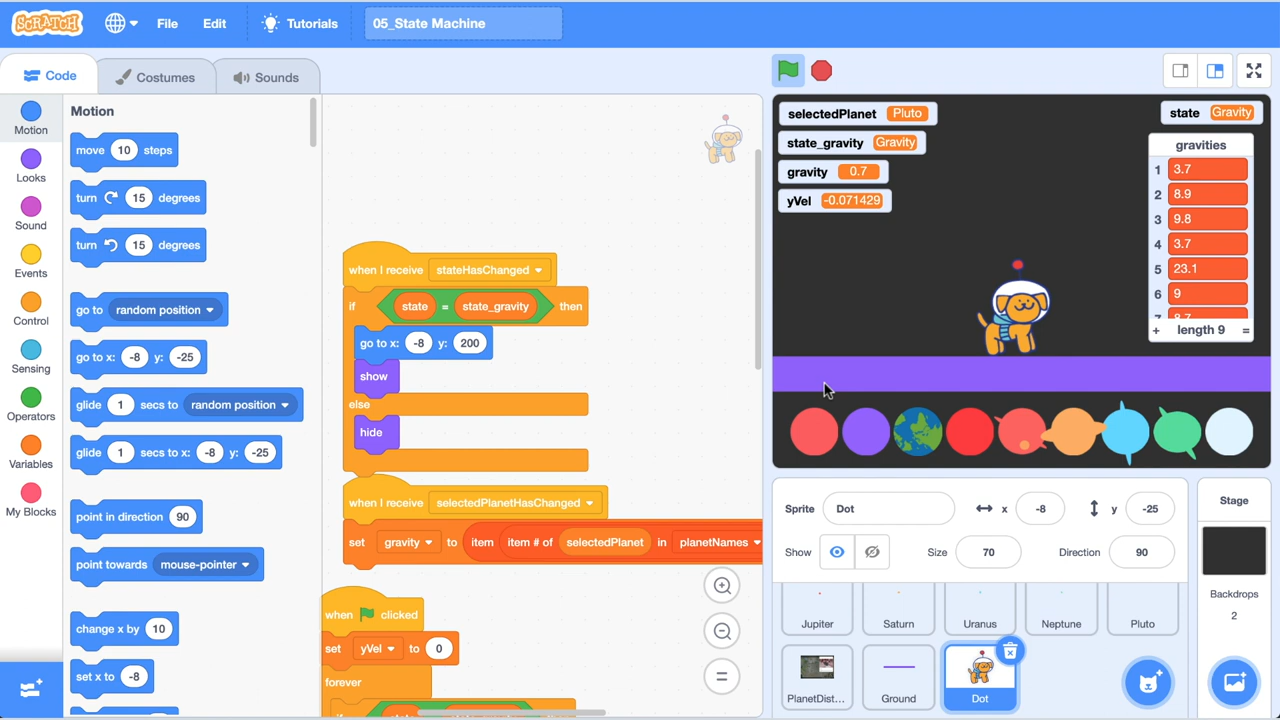 SCRATCH File Edit Tutorials 05_State Machine
Code Costumes Sounds
Motion
Looks
Sound
Events
Control
Sensing
Operators
Variables
My Blocks
Motion
move 10 steps
turn 15 degrees
turn 15 degrees
go to random position
go to x: -8 y: -25
glide 1 secs to random position
glide 1 secs to x: -8 y: -25
point in direction 90
point towards mouse-pointer
change x by 10
set x to -8
when I receive stateHasChanged
if state = state_gravity then
go to x: -8 y: 200
show
else
hide
when I receive selectedPlanetHasChanged
set gravity to item item # of selectedPlanet in planetNames
when clicked
set yVel to 0
forever
selectedPlanet Pluto
state_gravity Gravity
gravity 0.7
yVel -0.071429
state Gravity
gravities
1 3.7
2 8.9
3 9.8
4 3.7
5 23.1
6 9
7 8.7
+ length 9 =
Sprite Dot x -8 y -25
Show Size 70 Direction 90
Jupiter Saturn Uranus Neptune Pluto
PlanetDist... Ground Dot
Stage
Backdrops
2